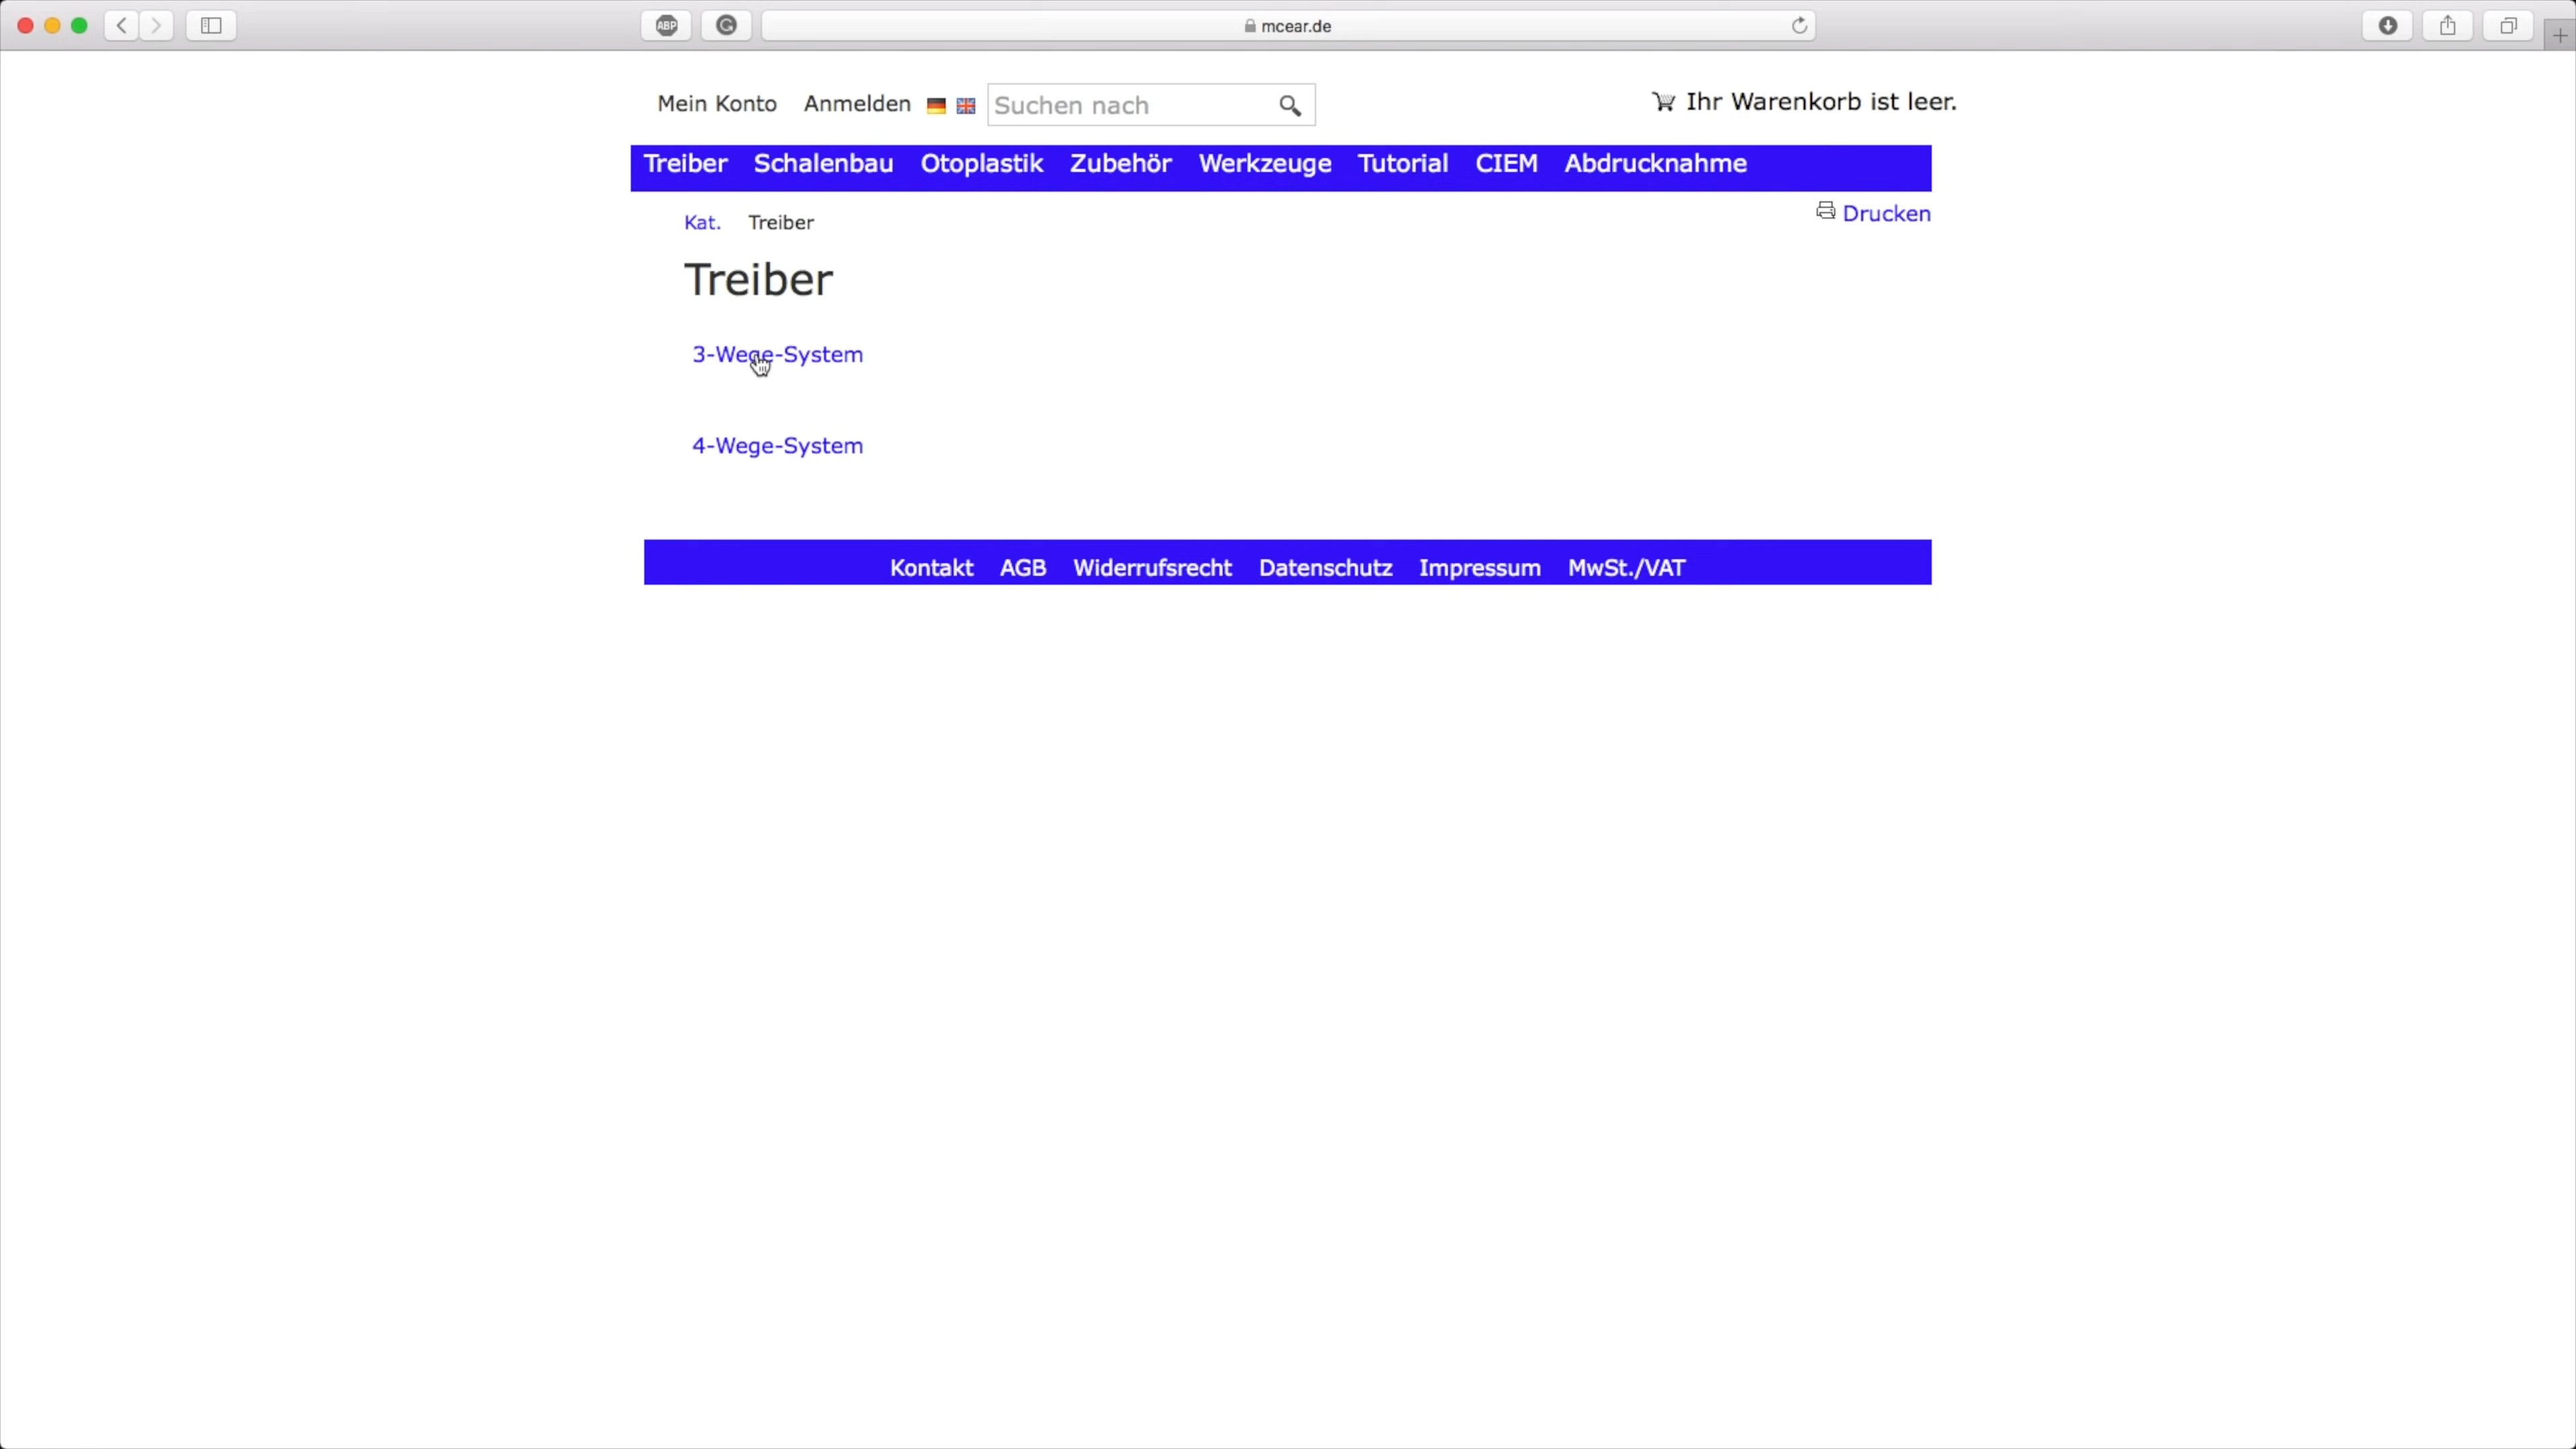 ABP
mcear.de
Mein Konto Anmelden Suchen nach Ihr Warenkorb ist leer.
Treiber Schalenbau Otoplastik Zubehör Werkzeuge Tutorial CIEM Abdrucknahme
Kat. Treiber Drucken
Treiber
3-Wege-System
4-Wege-System
Kontakt AGB Widerrufsrecht Datenschutz Impressum MwSt./VAT